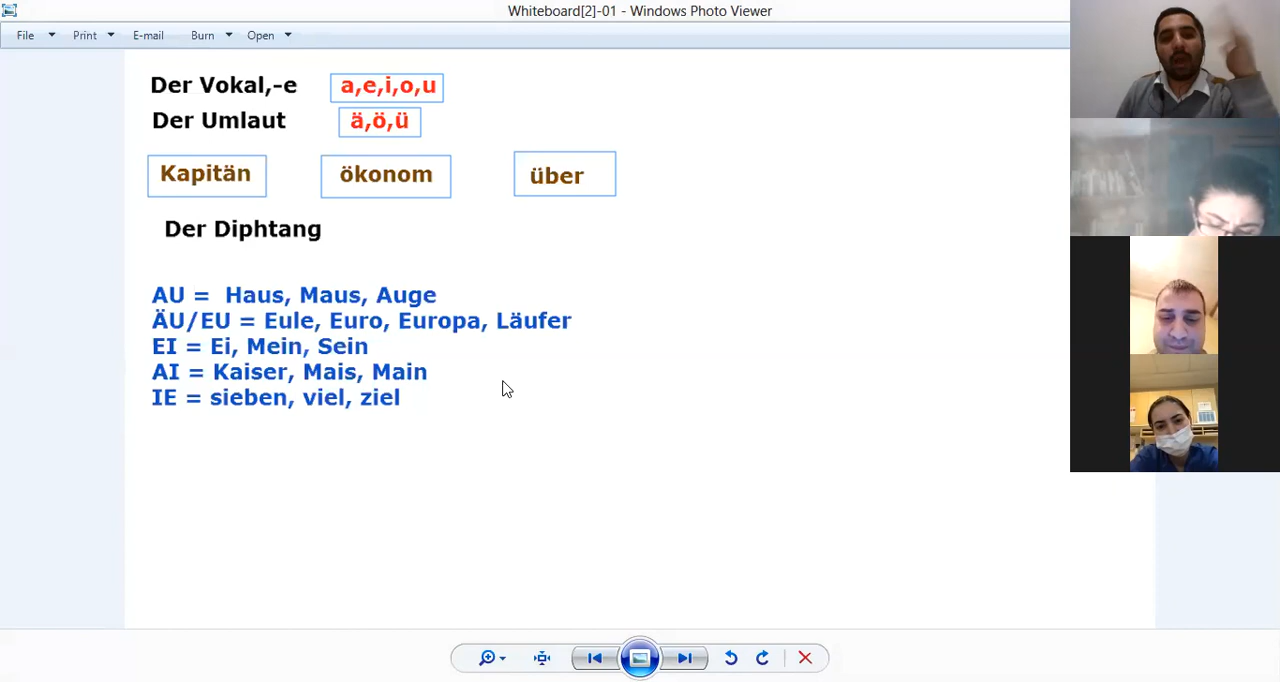 Whiteboard[2]-01 - Windows Photo Viewer
File Print E-mail Burn Open
Der Vokal,-e a,e,i,o,u
Der Umlaut ä,ö,ü
Kapitän ökonom über
Der Diphtang
AU = Haus, Maus, Auge
ÄU/EU = Eule, Euro, Europa, Läufer
EI = Ei, Mein, Sein
AI = Kaiser, Mais, Main
IE = sieben, viel, ziel